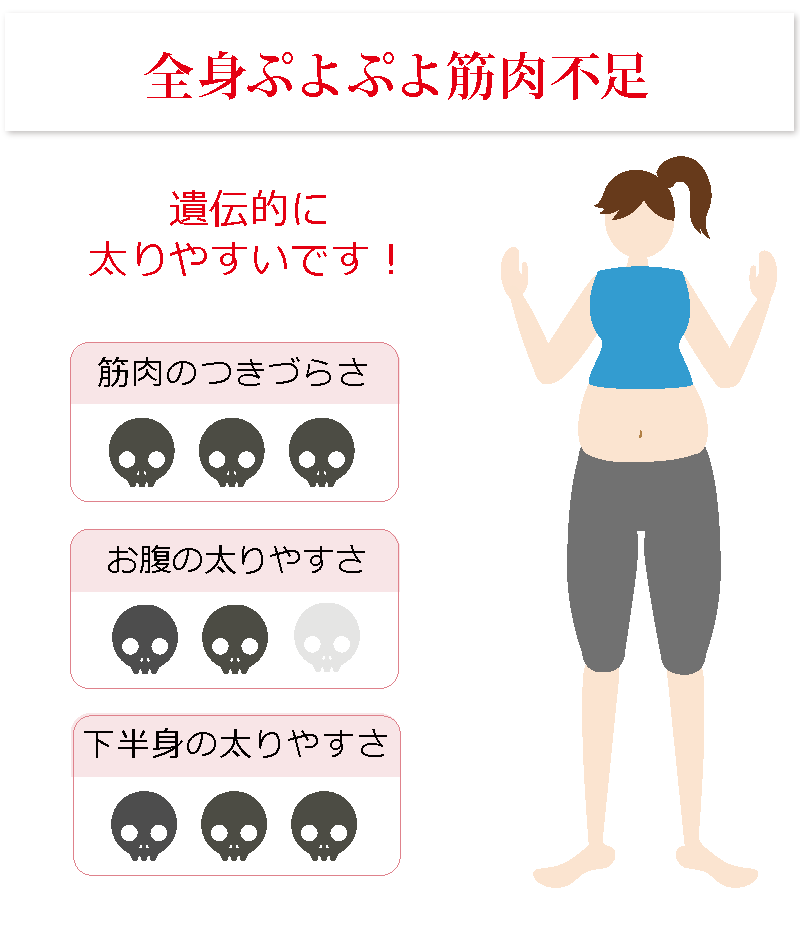 全身ぷよぷよ筋肉不足
遺伝的に
太りやすいです！
筋肉のつきづらさ
お腹の太りやすさ
下半身の太りやすさ